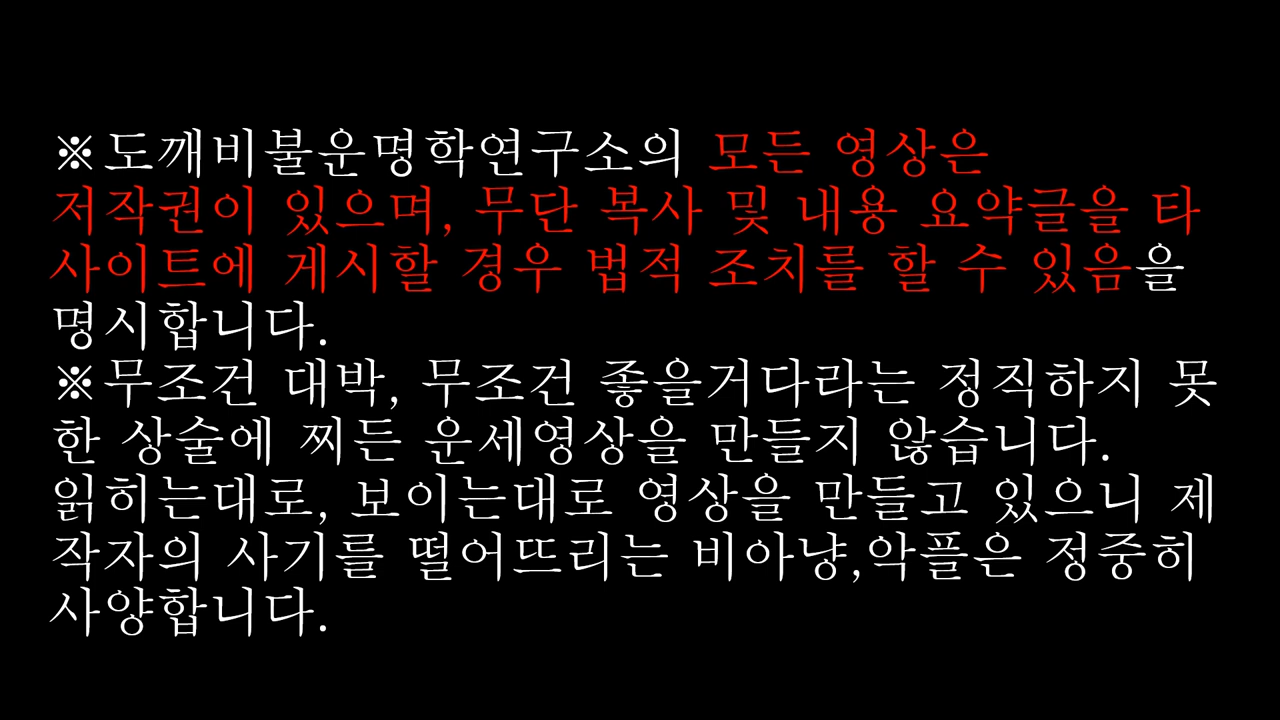 ※도깨비불운명학연구소의 모든 영상은
저작권이 있으며, 무단 복사 및 내용 요약글을 타
사이트에 게시할 경우 법적 조치를 할 수 있음을
명시합니다.
※무조건 대박, 무조건 좋을거다라는 정직하지 못
한 상술에 찌든 운세영상을 만들지 않습니다.
읽히는대로, 보이는대로 영상을 만들고 있으니 제
작자의 사기를 떨어뜨리는 비아냥,악플은 정중히
사양합니다.